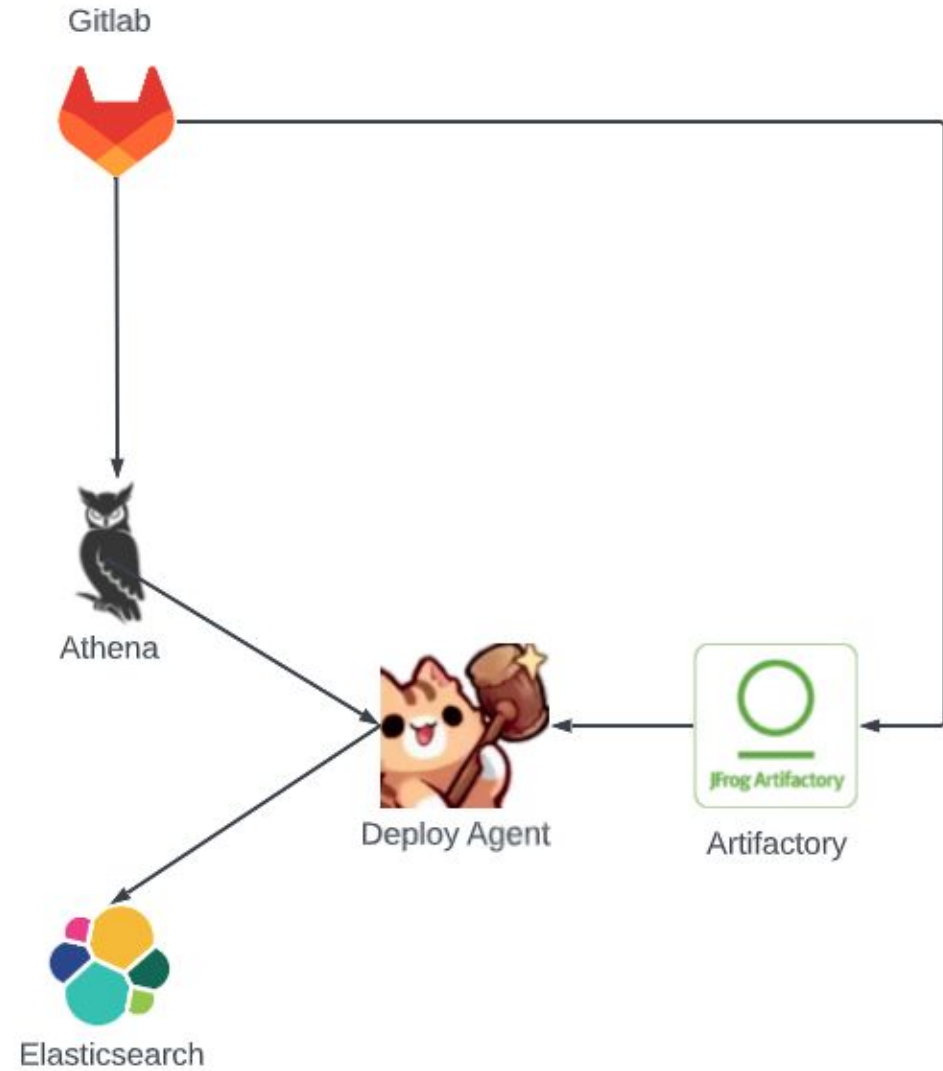 Gitlab
Athena
JFrog Artifactory
Deploy Agent
Artifactory
Elasticsearch